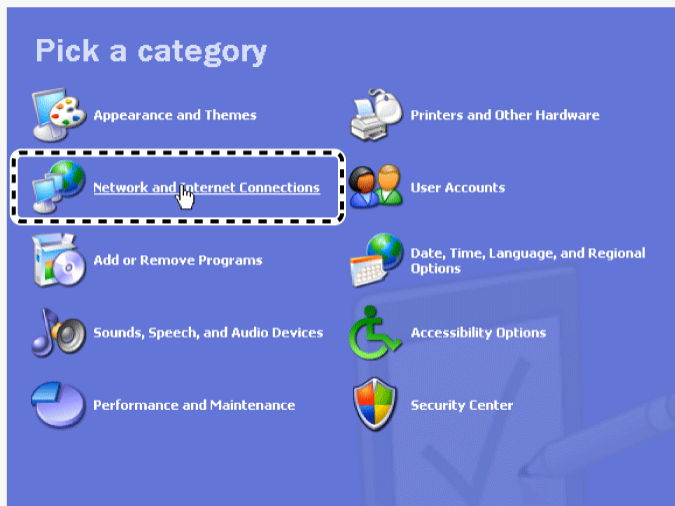 Pick a category
Appearance and Themes
Printers and Other Hardware
Network and Internet Connections
User Accounts
Add or Remove Programs
Date, Time, Language, and Regional
Options
Sounds, Speech, and Audio Devices
Accessibility Options
Performance and Maintenance
Security Center